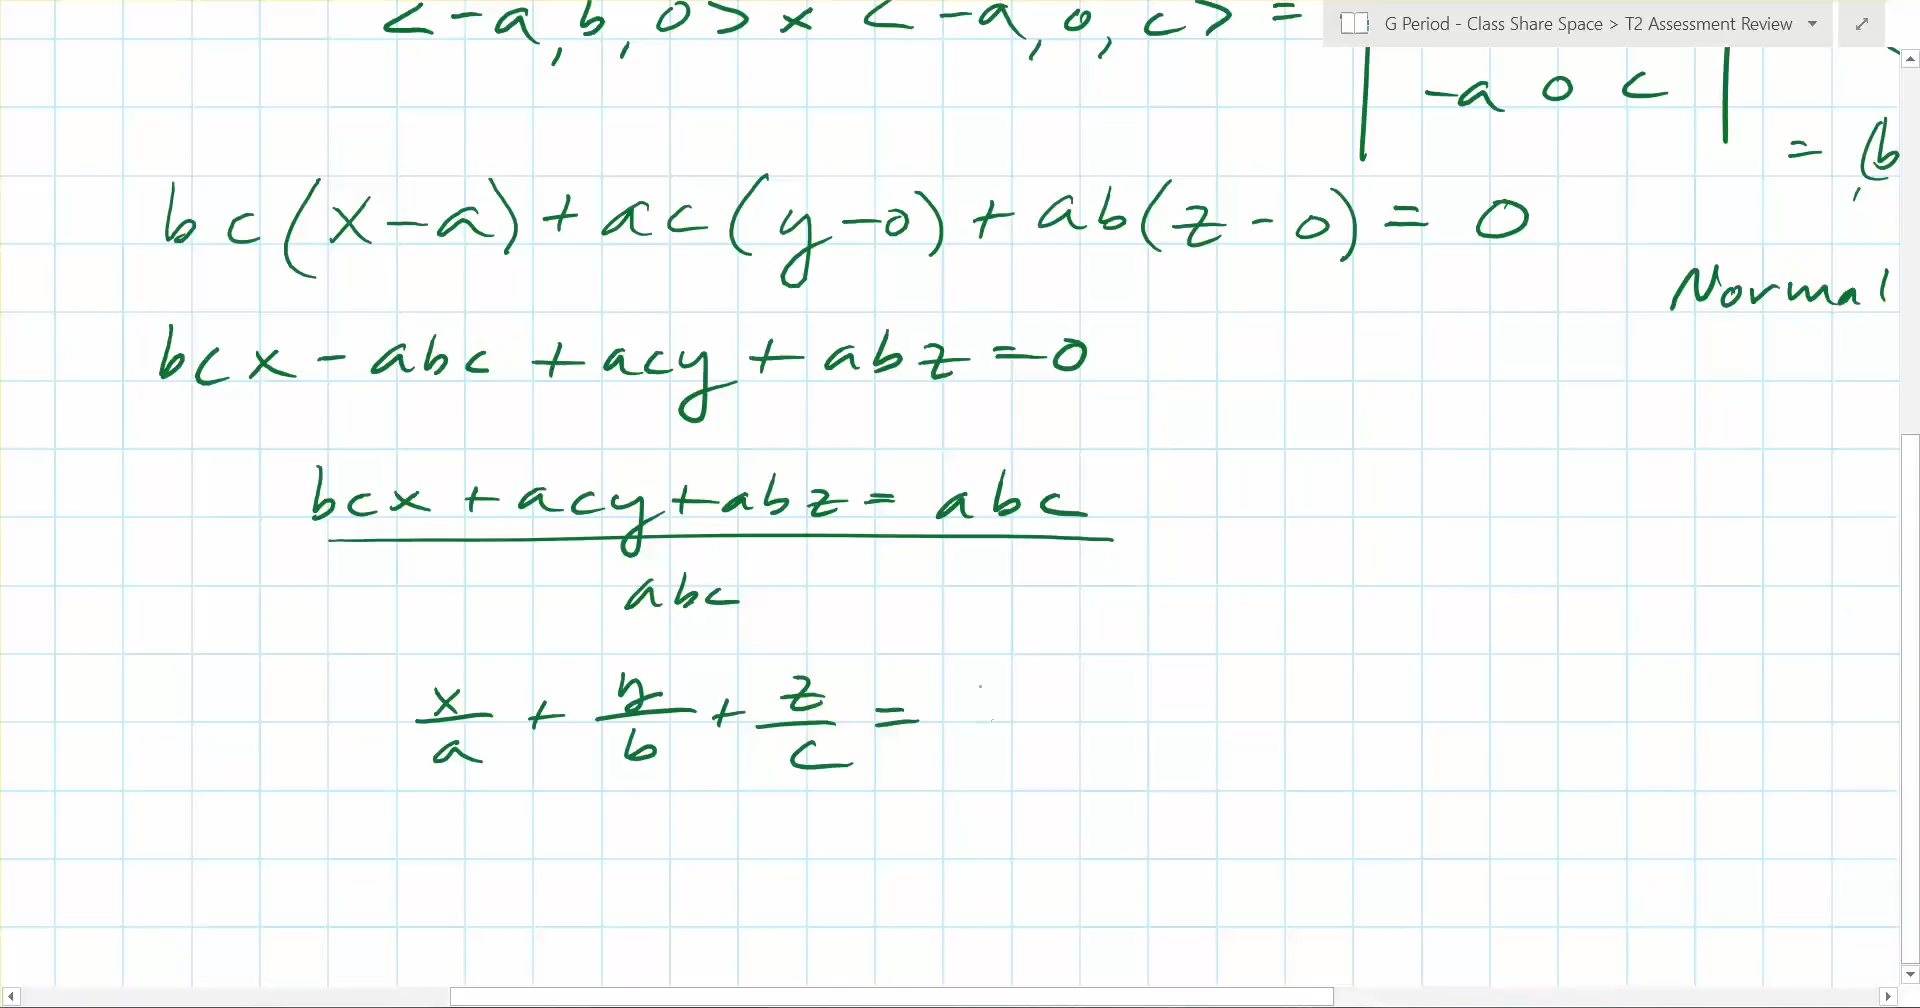 <-a, b, 0> × <-a, 0, c> =
G Period - Class Share Space > T2 Assessment Review
| -a 0 c |
= (b
bc(x-a)+ac(y-0)+ab(z-0)=0
Normal
bcx - abc + acy + abz = 0
bcx + acy + abz = abc
abc
x/a + y/b + z/c =